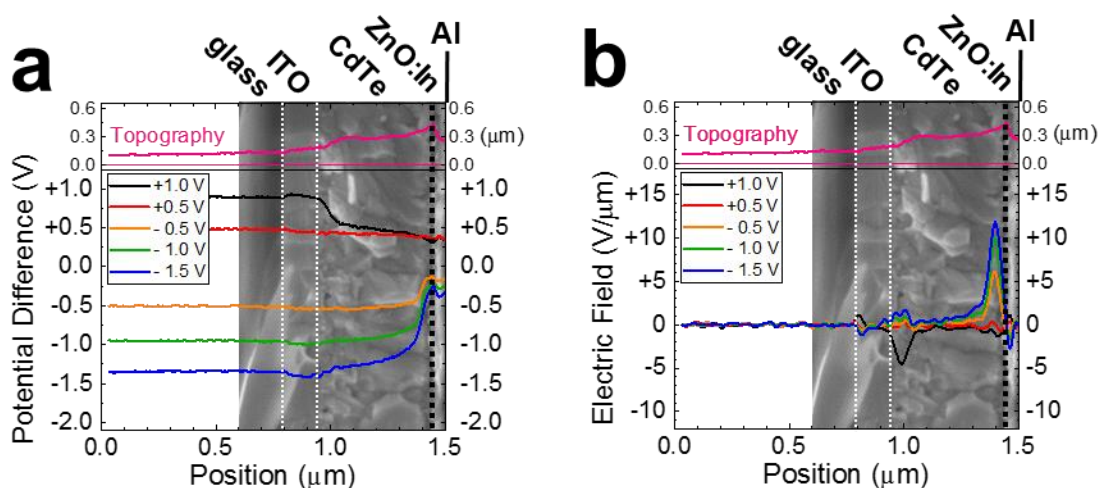 a
glass
ITO
CdTe
ZnO:In
Al
0.6
0.3
0.0
Topography
0.6
0.3 (μm)
0.0
+1.0 V
+0.5 V
- 0.5 V
- 1.0 V
- 1.5 V
+1.0
+0.5
0.0
-0.5
-1.0
-1.5
-2.0
+1.0
+0.5
0.0
-0.5
-1.0
-1.5
-2.0
Potential Difference (V)
0.0 0.5 1.0 1.5
Position (μm)
b
glass
ITO
CdTe
ZnO:In
Al
0.6
0.3
0.0
Topography
0.6
0.3 (μm)
0.0
+1.0 V
+0.5 V
- 0.5 V
- 1.0 V
- 1.5 V
+15
+10
+5
0
-5
-10
+15
+10
+5
0
-5
-10
Electric Field (V/μm)
0.0 0.5 1.0 1.5
Position (μm)